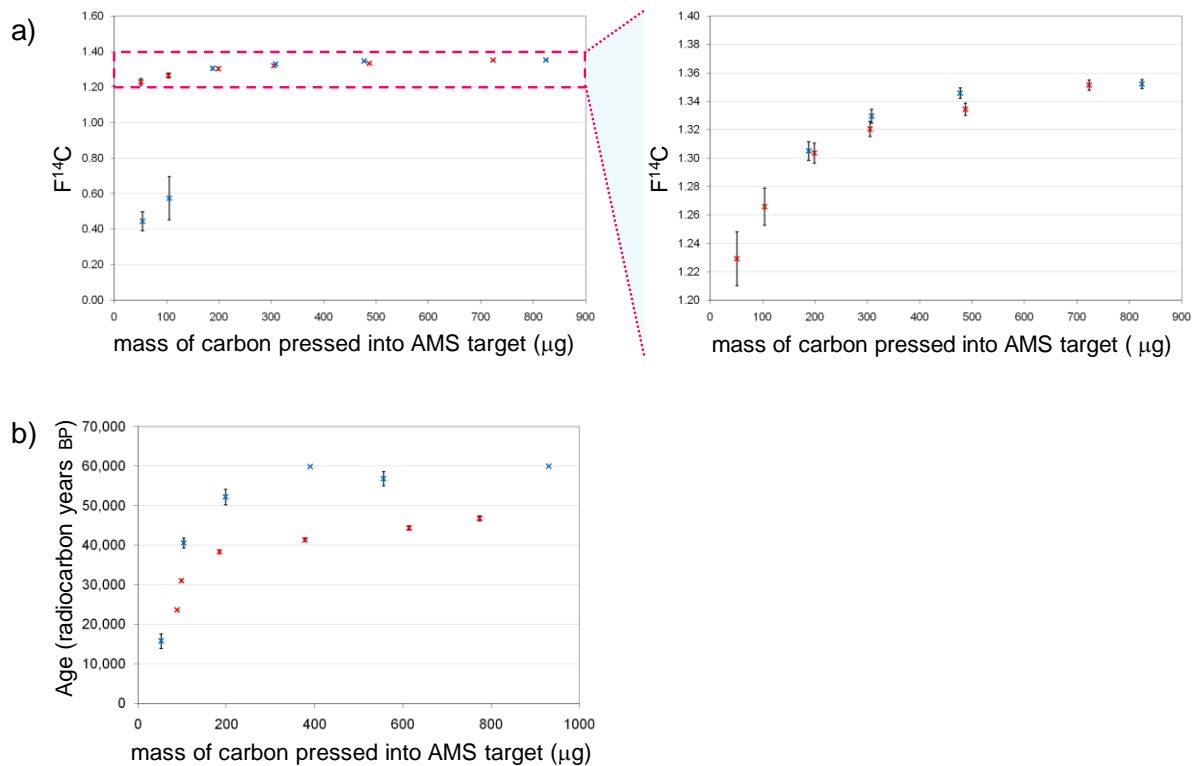 a)
1.60
1.40
1.20
1.00
0.80
0.60
0.40
0.20
0.00
F¹⁴C
0 100 200 300 400 500 600 700 800 900
mass of carbon pressed into AMS target (μg)
1.40
1.38
1.36
1.34
1.32
1.30
1.28
1.26
1.24
1.22
1.20
F¹⁴C
0 100 200 300 400 500 600 700 800 900
mass of carbon pressed into AMS target ( μg)
b)
70,000
60,000
50,000
40,000
30,000
20,000
10,000
0
Age (radiocarbon years BP)
0 200 400 600 800 1000
mass of carbon pressed into AMS target (μg)